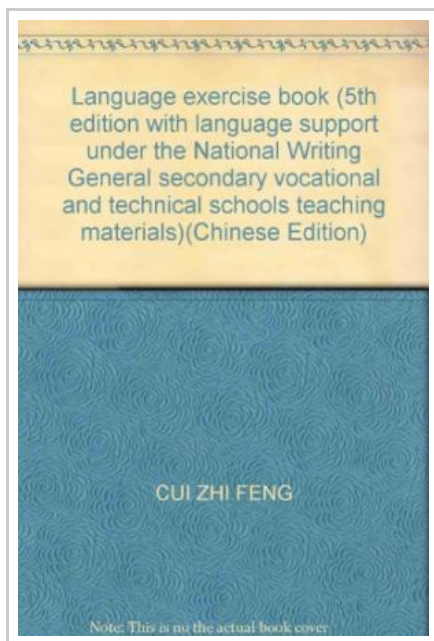 Language exercise book (5th
edition with language support
under the National Writing
General secondary vocational
and technical schools teaching
materials)(Chinese Edition)
CUI ZHI FENG
Note: This is no the actual book cover